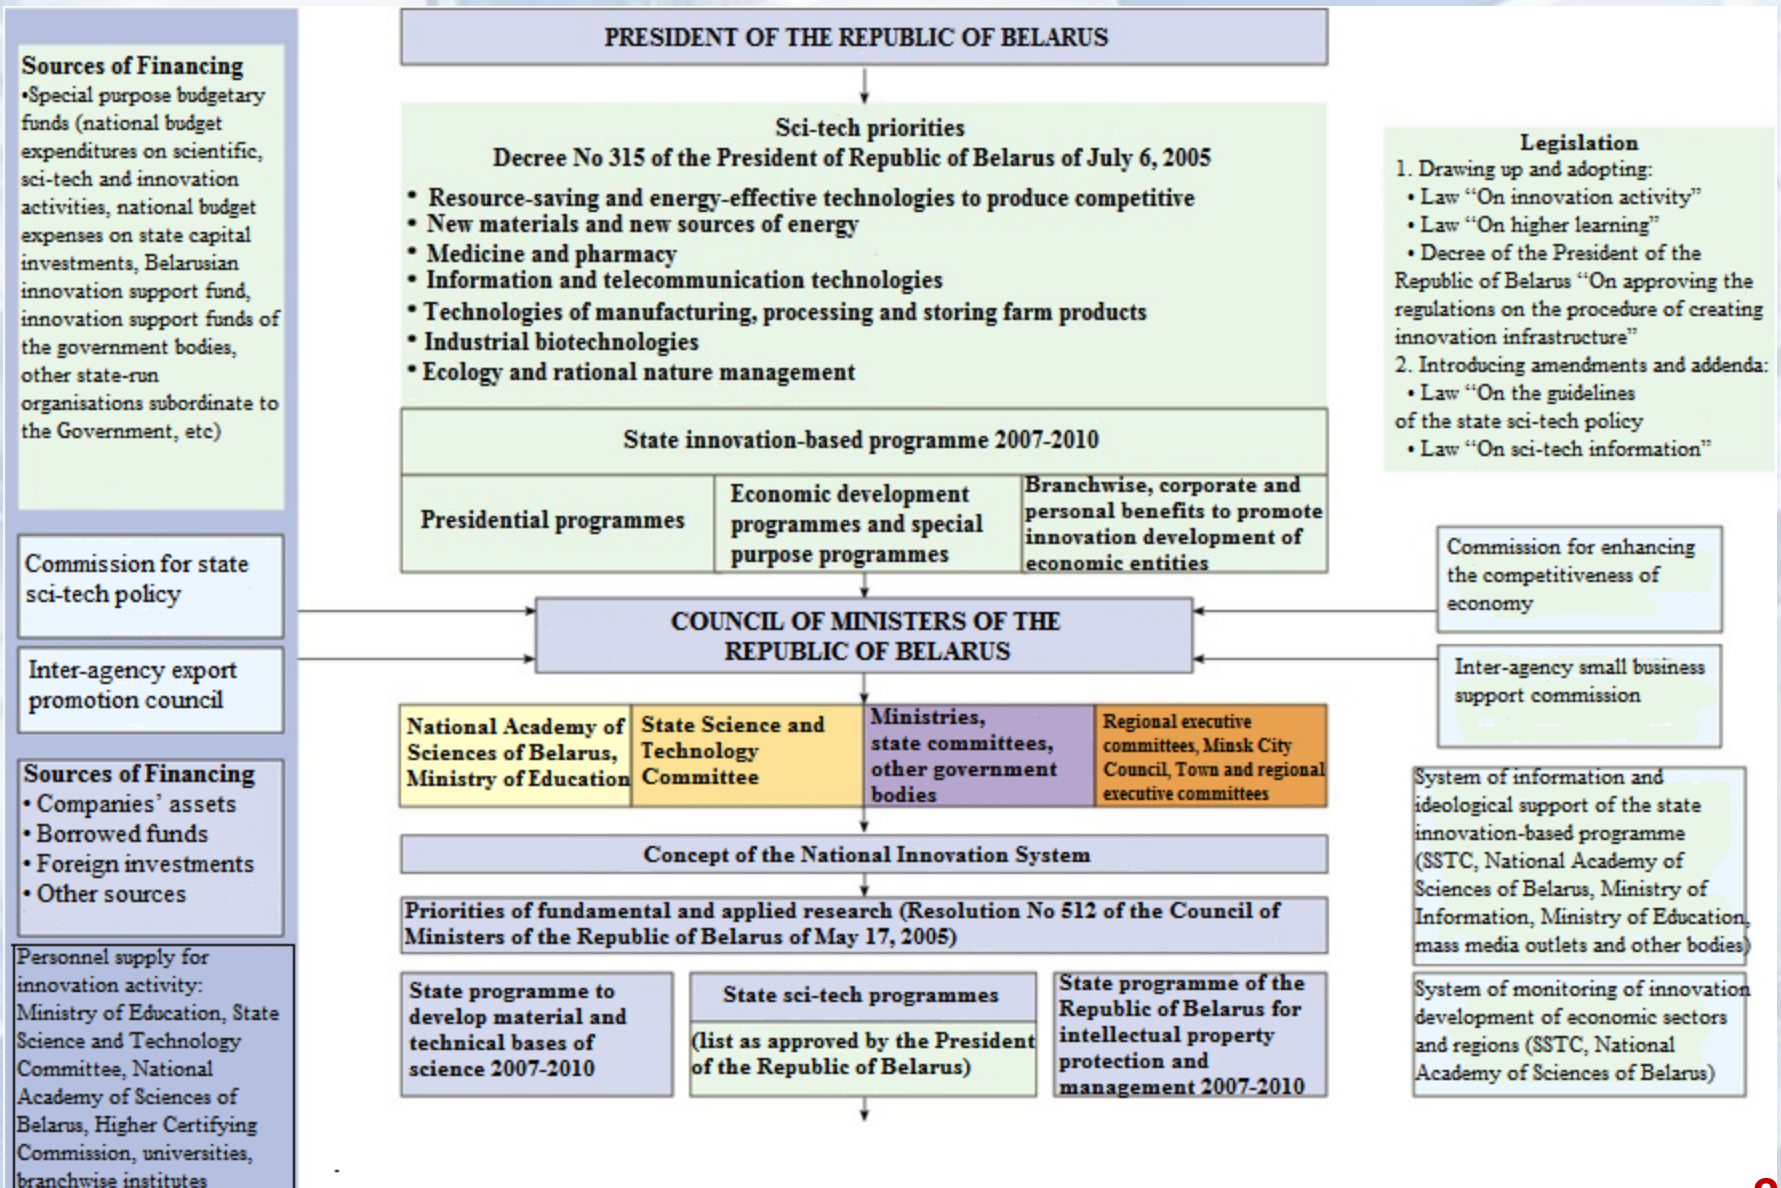 Sources of Financing
•Special purpose budgetary
funds (national budget
expenditures on scientific,
sci-tech and innovation
activities, national budget
expenses on state capital
investments, Belarusian
innovation support fund,
innovation support funds of
the government bodies,
other state-run
organisations subordinate to
the Government, etc)
Commission for state
sci-tech policy
Inter-agency export
promotion council
Sources of Financing
• Companies’ assets
• Borrowed funds
• Foreign investments
• Other sources
Personnel supply for
innovation activity:
Ministry of Education, State
Science and Technology
Committee, National
Academy of Sciences of
Belarus, Higher Certifying
Commission, universities,
branchwise institutes
PRESIDENT OF THE REPUBLIC OF BELARUS
Sci-tech priorities
Decree No 315 of the President of Republic of Belarus of July 6, 2005
• Resource-saving and energy-effective technologies to produce competitive
• New materials and new sources of energy
• Medicine and pharmacy
• Information and telecommunication technologies
• Technologies of manufacturing, processing and storing farm products
• Industrial biotechnologies
• Ecology and rational nature management
State innovation-based programme 2007-2010
Presidential programmes
Economic development
programmes and special
purpose programmes
Branchwise, corporate and
personal benefits to promote
innovation development of
economic entities
COUNCIL OF MINISTERS OF THE
REPUBLIC OF BELARUS
National Academy of
Sciences of Belarus,
Ministry of Education
State Science and
Technology
Committee
Ministries,
state committees,
other government
bodies
Regional executive
committees, Minsk City
Council, Town and regional
executive committees
Concept of the National Innovation System
Priorities of fundamental and applied research (Resolution No 512 of the Council of
Ministers of the Republic of Belarus of May 17, 2005)
State programme to
develop material and
technical bases of
science 2007-2010
State sci-tech programmes
(list as approved by the President
of the Republic of Belarus)
State programme of the
Republic of Belarus for
intellectual property
protection and
management 2007-2010
Legislation
1. Drawing up and adopting:
• Law “On innovation activity”
• Law “On higher learning”
• Decree of the President of the
Republic of Belarus “On approving the
regulations on the procedure of creating
innovation infrastructure”
2. Introducing amendments and addenda:
• Law “On the guidelines
of the state sci-tech policy
• Law “On sci-tech information”
Commission for enhancing
the competitiveness of
economy
Inter-agency small business
support commission
System of information and
ideological support of the state
innovation-based programme
(SSTC, National Academy of
Sciences of Belarus, Ministry of
Information, Ministry of Education,
mass media outlets and other bodies)
System of monitoring of innovation
development of economic sectors
and regions (SSTC, National
Academy of Sciences of Belarus)